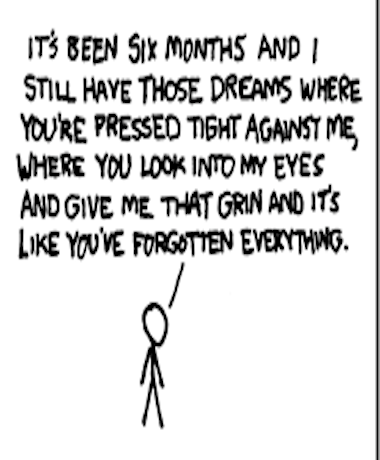 IT'S BEEN SIX MONTHS AND I
STILL HAVE THOSE DREAMS WHERE
YOU'RE PRESSED TIGHT AGAINST ME,
WHERE YOU LOOK INTO MY EYES
AND GIVE ME THAT GRIN AND IT'S
LIKE YOU'VE FORGOTTEN EVERYTHING.